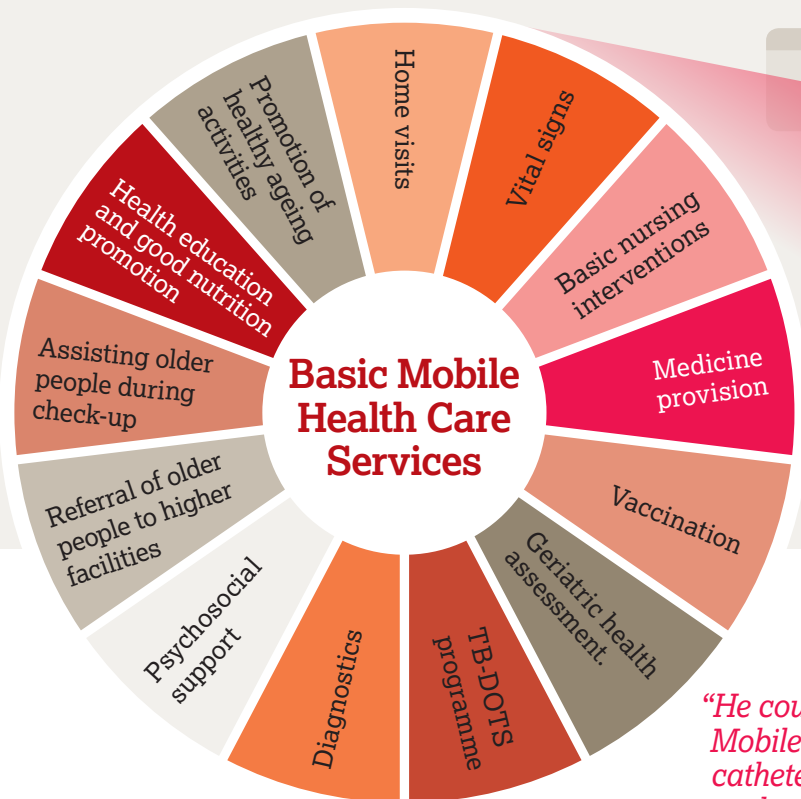 Basic Mobile
Health Care
Services
Home visits
Vital signs
Basic nursing
interventions
Medicine
provision
Vaccination
Geriatric health
assessment.
TB-DOTS
programme
Diagnostics
Psychosocial
support
Referral of older
people to higher
facilities
Assisting older
people during
check-up
Health education
and good nutrition
promotion
Promotion of
healthy ageing
activities
“He cou
Mobile
cathete